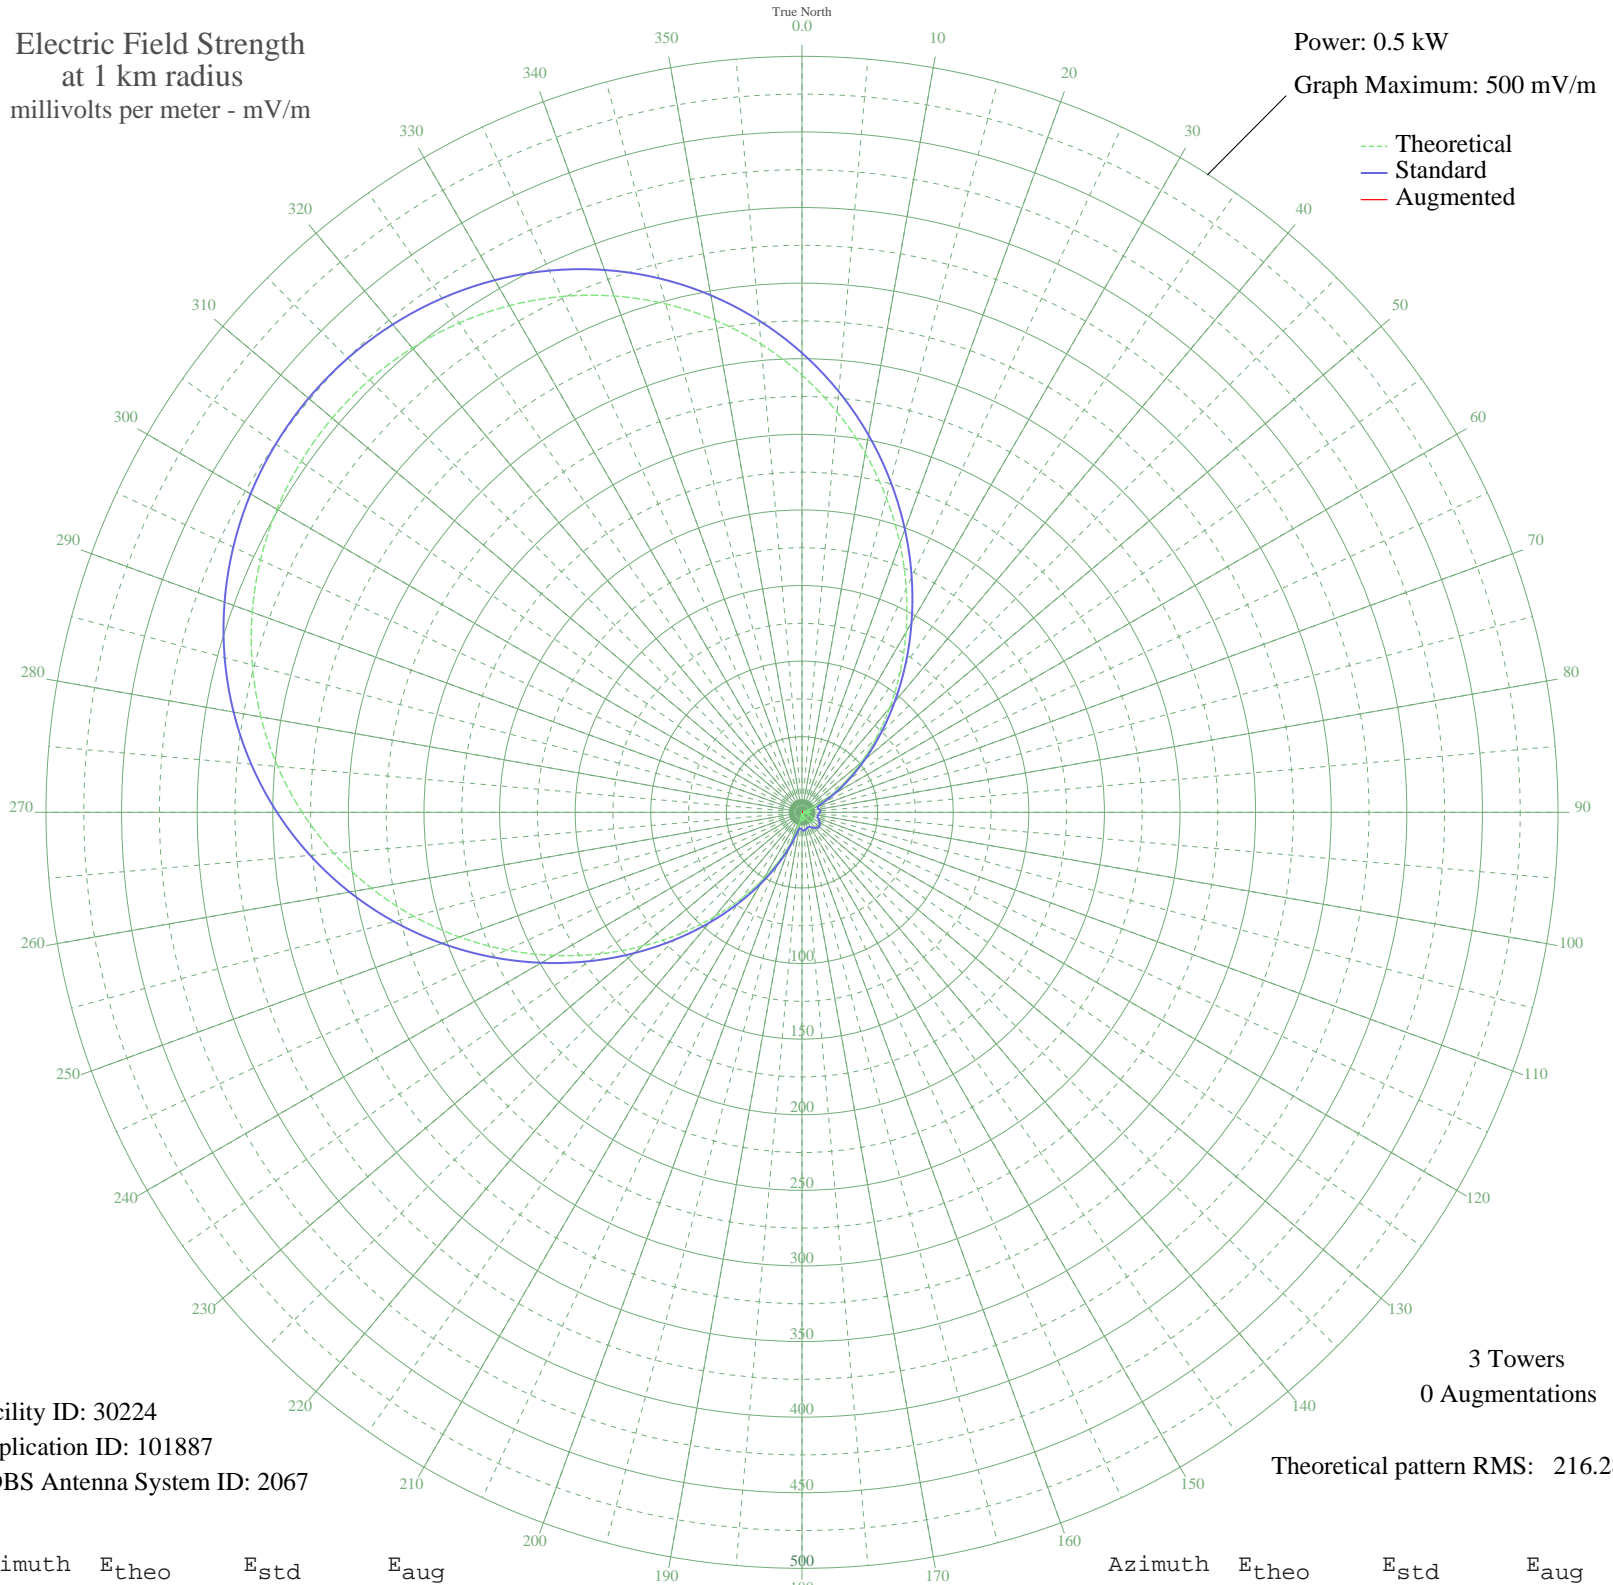 True North
0.0
Electric Field Strength
at 1 km radius
millivolts per meter - mV/m
Power: 0.5 kW
Graph Maximum: 500 mV/m
Theoretical
Standard
Augmented
10
20
30
40
50
60
70
80
90
100
110
120
130
140
150
160
170
190
200
210
220
230
240
250
260
270
280
290
300
310
320
330
340
350
100
150
200
250
300
350
400
450
500
3 Towers
0 Augmentations
Theoretical pattern RMS: 216.2
cility ID: 30224
plication ID: 101887
DBS Antenna System ID: 2067
imuth Etheo Estd Eaug
Azimuth Etheo Estd Eaug